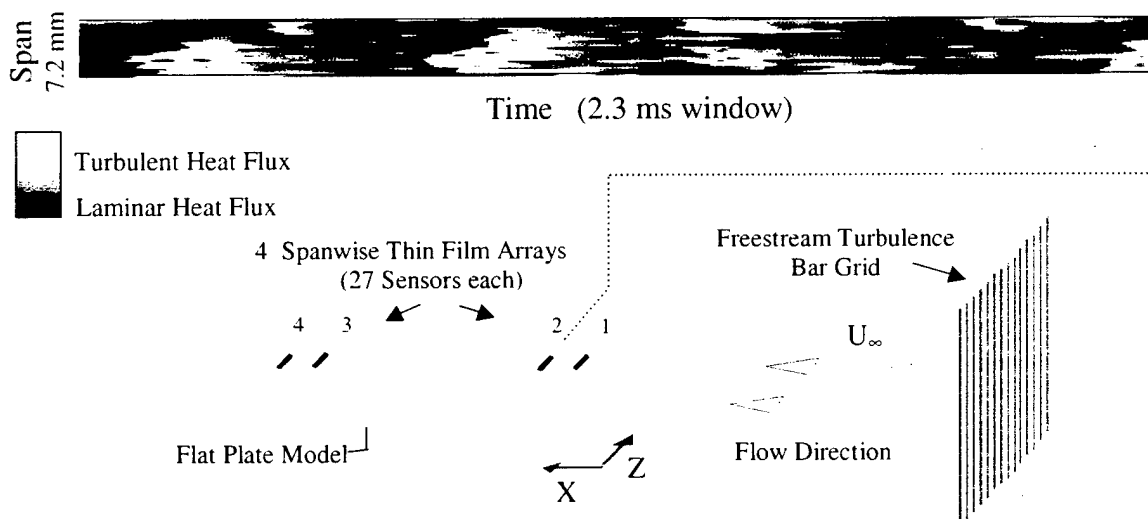 Span
7.2 mm
Time (2.3 ms window)
Turbulent Heat Flux
Laminar Heat Flux
4 Spanwise Thin Film Arrays
(27 Sensors each)
Freestream Turbulence
Bar Grid
4 3 2 1
U∞
Flat Plate Model
X
Z
Flow Direction